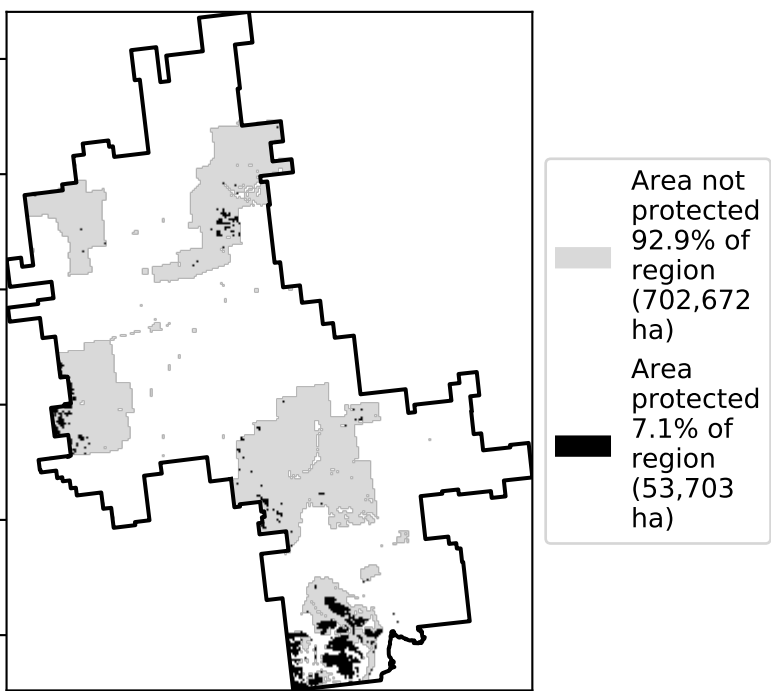 Area not
protected
92.9% of
region
(702,672
ha)
Area
protected
7.1% of
region
(53,703
ha)